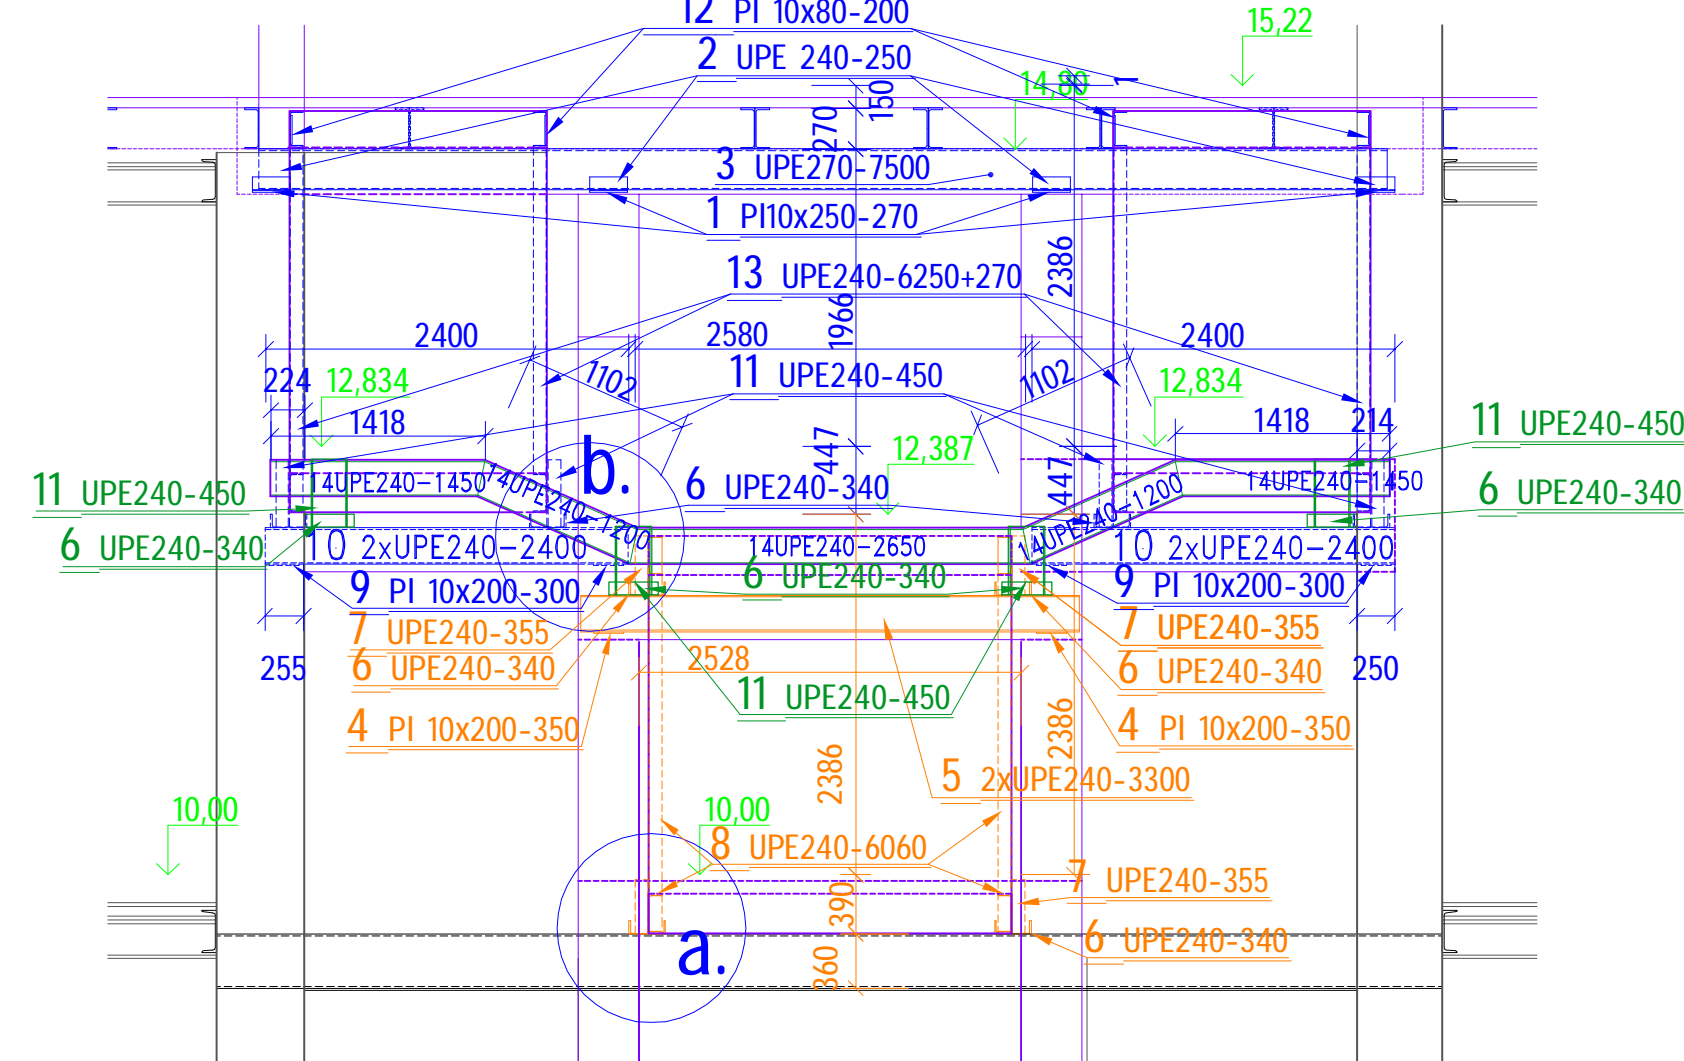 12 PI 10x80-200
15,22
2 UPE 240-250
14,80
1
150
270
3 UPE270-7500
1 PI10x250-270
2386
13 UPE240-6250+270
1966
2400
2580
2400
224
12,834
1102
11 UPE240-450
1102
12,834
1418
1418
214
11 UPE240-450
447
12,387
447
b.
14UPE240-1450
14UPE240-1200
6 UPE240-340
14UPE240-1200
14UPE240-1450
11 UPE240-450
6 UPE240-340
6 UPE240-340
10 2xUPE240-2400
14UPE240-2650
10 2xUPE240-2400
9 PI 10x200-300
6 UPE240-340
9 PI 10x200-300
7 UPE240-355
7 UPE240-355
255
6 UPE240-340
2528
6 UPE240-340
250
11 UPE240-450
4 PI 10x200-350
4 PI 10x200-350
2386
2386
5 2xUPE240-3300
10,00
10,00
8 UPE240-6060
7 UPE240-355
390
a.
6 UPE240-340
360